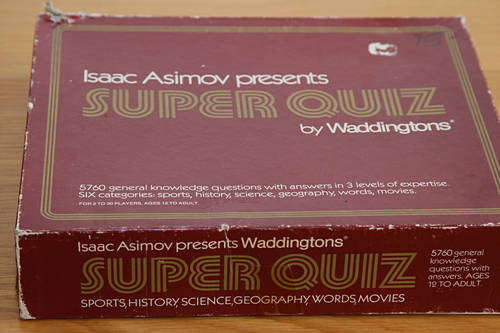 Isaac Asimov presents
SUPER QUIZ
by Waddingtons®
5760 general knowledge questions with answers in 3 levels of expertise.
SIX categories: sports, history, science, geography, words, movies.
FOR 2 TO 30 PLAYERS, AGES 12 TO ADULT
Isaac Asimov presents Waddingtons®
SUPER QUIZ
SPORTS, HISTORY, SCIENCE, GEOGRAPHY, WORDS, MOVIES
5760 general
knowledge
questions with
answers. AGES
12 TO ADULT.